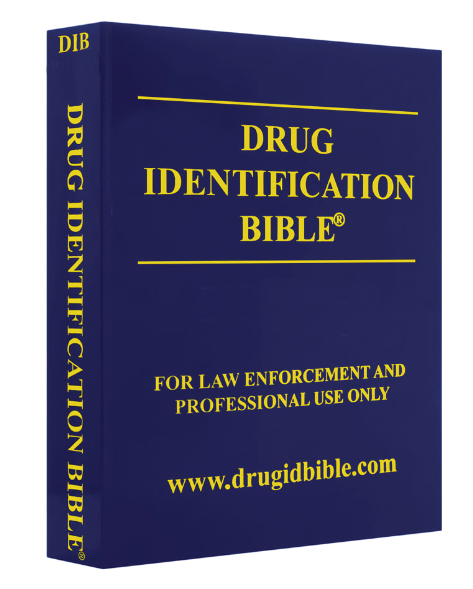 DIB
DRUG IDENTIFICATION BIBLE®
DRUG
IDENTIFICATION
BIBLE®
FOR LAW ENFORCEMENT AND
PROFESSIONAL USE ONLY
www.drugidbible.com